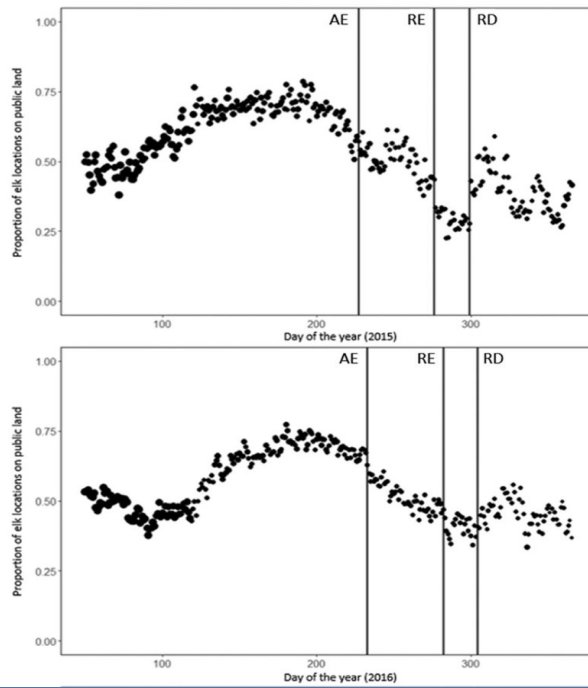 AE RE RD
1.00
0.75
0.50
0.25
0.00
Proportion of elk locations on public land
100 200 300
Day of the year (2015)
AE RE RD
1.00
0.75
0.50
0.25
0.00
Proportion of elk locations on public land
100 200 300
Day of the year (2016)